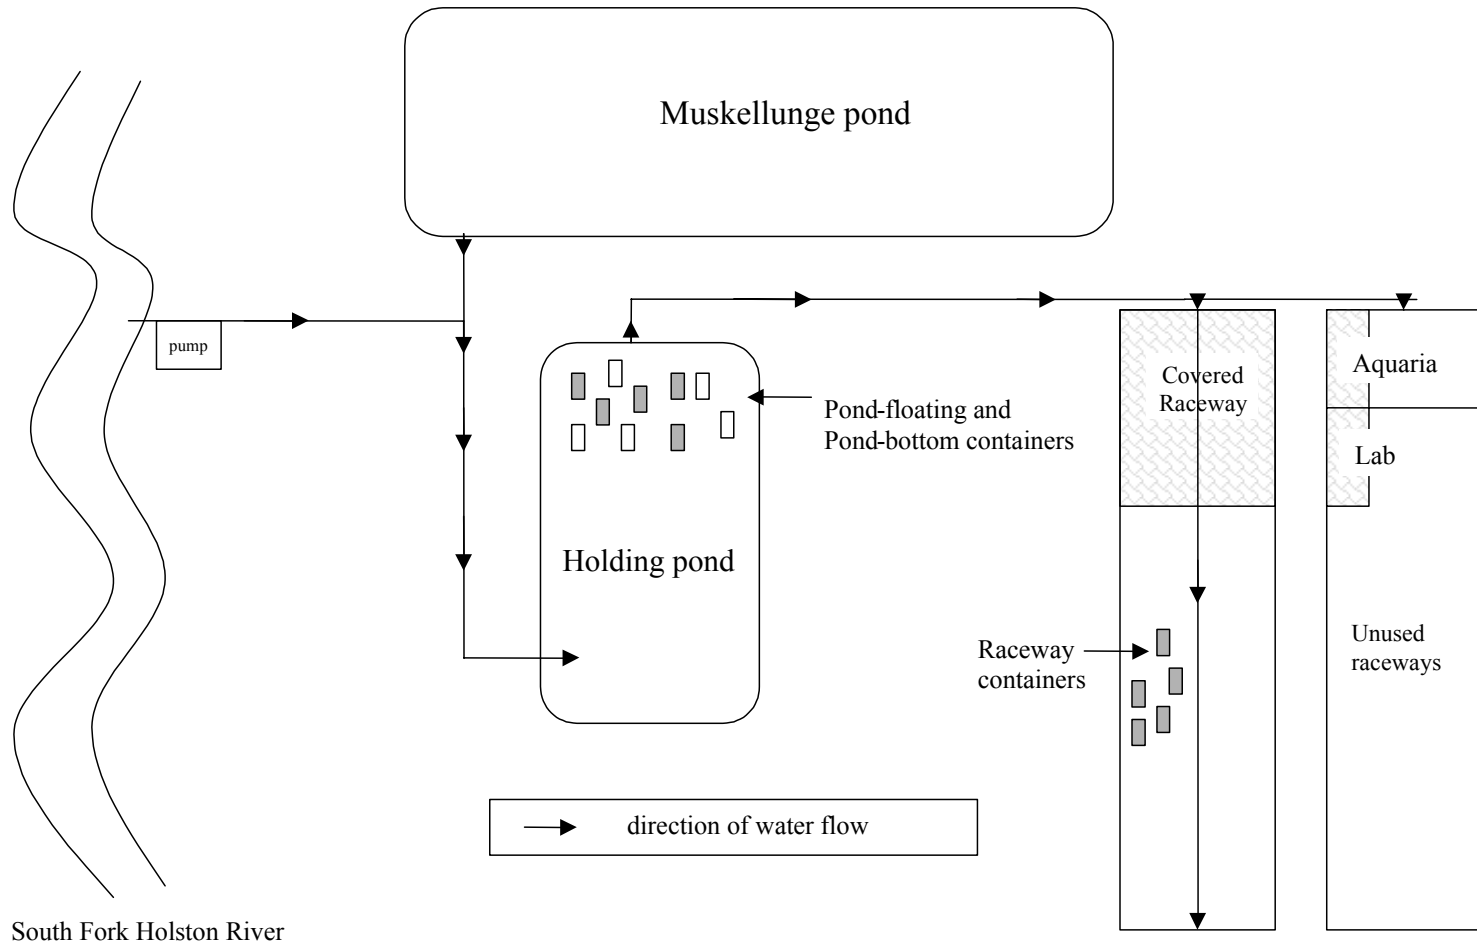 Muskellunge pond
pump
Covered
Raceway
Aquaria
Pond-floating and
Pond-bottom containers
Lab
Holding pond
Raceway
containers
Unused
raceways
direction of water flow
South Fork Holston River